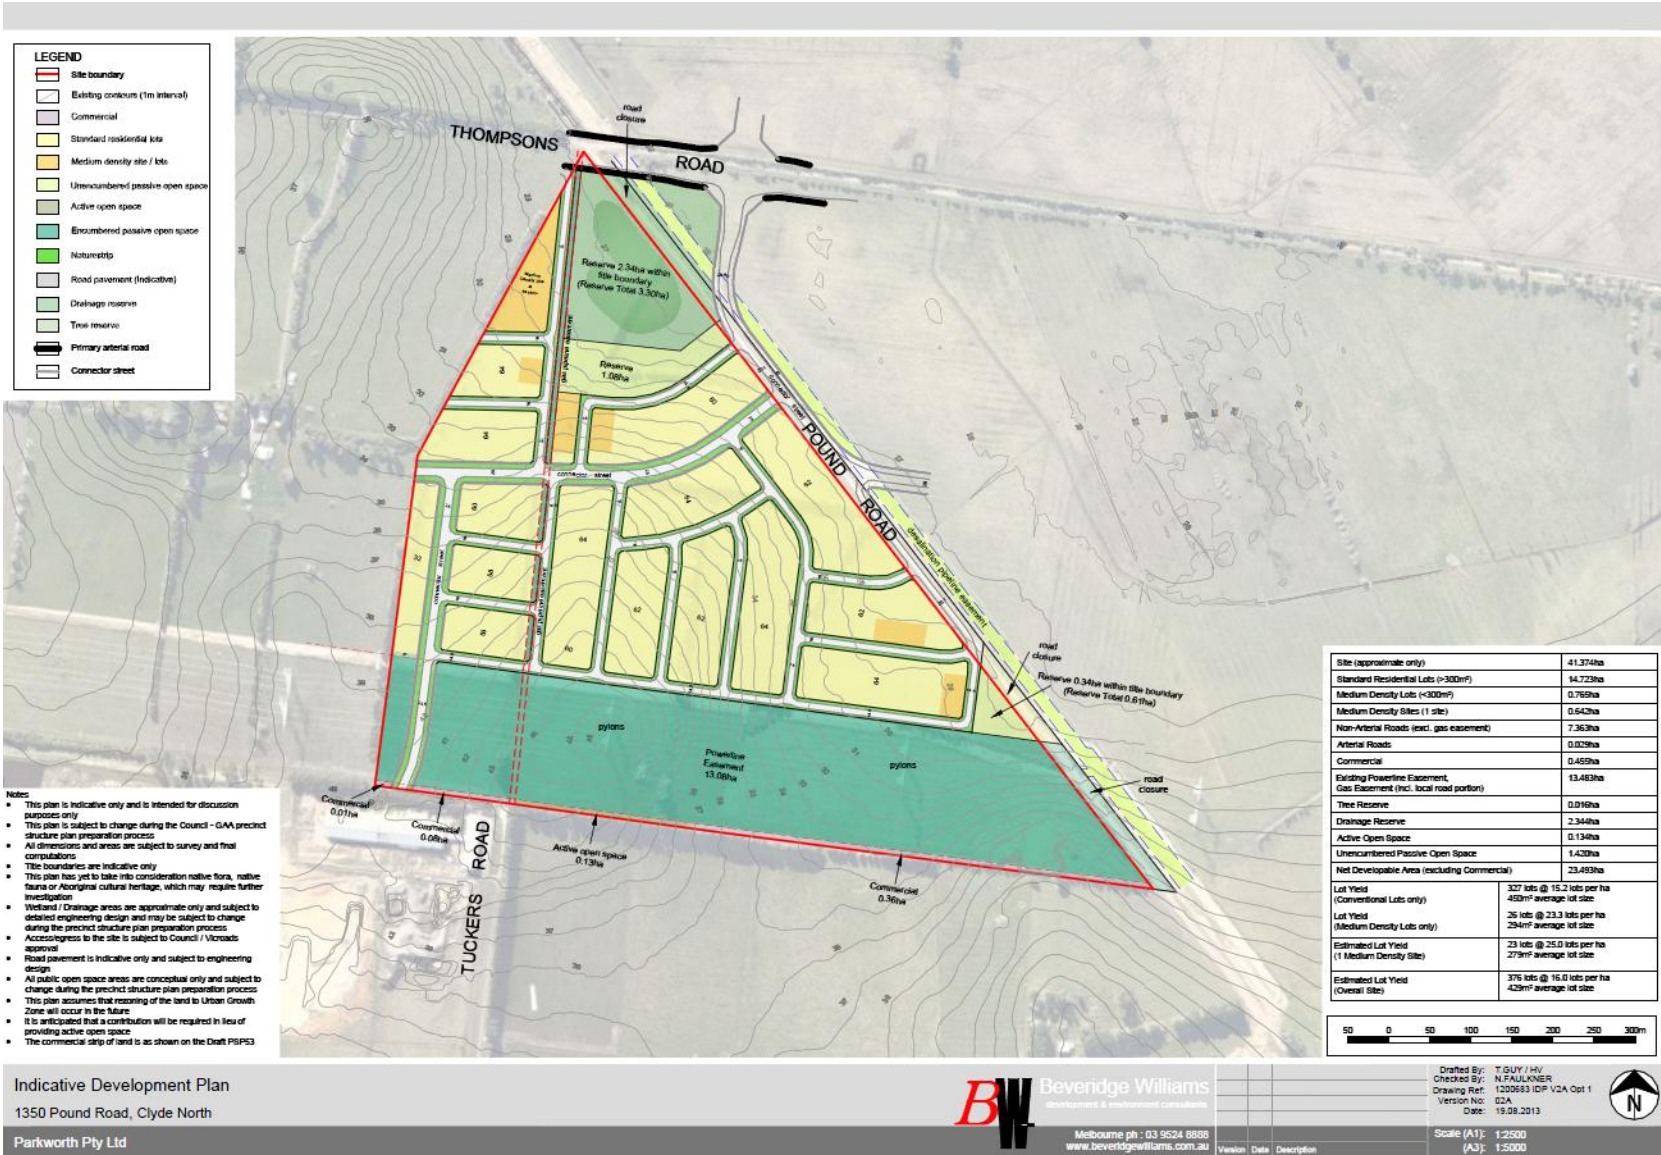 LEGEND
Site boundary
Existing contours (1m interval)
Commercial
Standard residential lots
Medium density site / lots
Unencumbered passive open space
Active open space
Encumbered passive open space
Naturestrip
Road pavement (Indicative)
Drainage reserve
Tree reserve
Primary arterial road
Connector street
road
closure
THOMPSONS
ROAD
Reserve 2.34ha within
title boundary
(Reserve Total 3.30ha)
Reserve
1.08ha
connector street
POUND
ROAD
connector street
connector street
desalination pipeline easement
road
closure
Reserve 0.34ha within title boundary
(Reserve Total 0.61ha)
pylons
Powerline
Easement
13.08ha
pylons
road
closure
Commercial
0.01ha
Commercial
0.08ha
Active open space
0.13ha
Commercial
0.36ha
TUCKERS ROAD
Site (approximate only) 41.374ha
Standard Residential Lots (>300m²) 14.723ha
Medium Density Lots (<300m²) 0.765ha
Medium Density Sites (1 site) 0.642ha
Non-Arterial Roads (excl. gas easement) 7.363ha
Arterial Roads 0.029ha
Commercial 0.455ha
Existing Powerline Easement,
Gas Easement (incl. local road portion) 13.483ha
Tree Reserve 0.016ha
Drainage Reserve 2.344ha
Active Open Space 0.134ha
Unencumbered Passive Open Space 1.420ha
Net Developable Area (excluding Commercial) 23.493ha
Lot Yield 327 lots @ 15.2 lots per ha
(Conventional Lots only) 450m² average lot size
Lot Yield 26 lots @ 23.3 lots per ha
(Medium Density Lots only) 294m² average lot size
Estimated Lot Yield 23 lots @ 25.0 lots per ha
(1 Medium Density Site) 279m² average lot size
Estimated Lot Yield 376 lots @ 16.0 lots per ha
(Overall Site) 429m² average lot size
50 0 50 100 150 200 250 300m
Notes
• This plan is indicative only and is intended for discussion
purposes only
• This plan is subject to change during the Council - GAA precinct
structure plan preparation process
• All dimensions and areas are subject to survey and final
computations
• Title boundaries are indicative only
• This plan has yet to take into consideration native flora, native
fauna or Aboriginal cultural heritage, which may require further
investigation
• Wetland / Drainage areas are approximate only and subject to
detailed engineering design and may be subject to change
during the precinct structure plan preparation process
• Access/egress to the site is subject to Council / Vicroads
approval
• Road pavement is indicative only and subject to engineering
design
• All public open space areas are conceptual only and subject to
change during the precinct structure plan preparation process
• This plan assumes that rezoning of the land to Urban Growth
Zone will occur in the future
• It is anticipated that a contribution will be required in lieu of
providing active open space
• The commercial strip of land is as shown on the Draft PSP53
Indicative Development Plan
1350 Pound Road, Clyde North
Parkworth Pty Ltd
BW
Beveridge Williams
development & environment consultants
Melbourne ph : 03 9524 8888
www.beveridgewilliams.com.au
Version Date Description
Drafted By: T.GUY / HV
Checked By: N.FAULKNER
Drawing Ref: 1200683 IDP V2A Opt 1
Version No: 02A
Date: 19.08.2013
Scale (A1): 1:2500
(A3): 1:5000
N